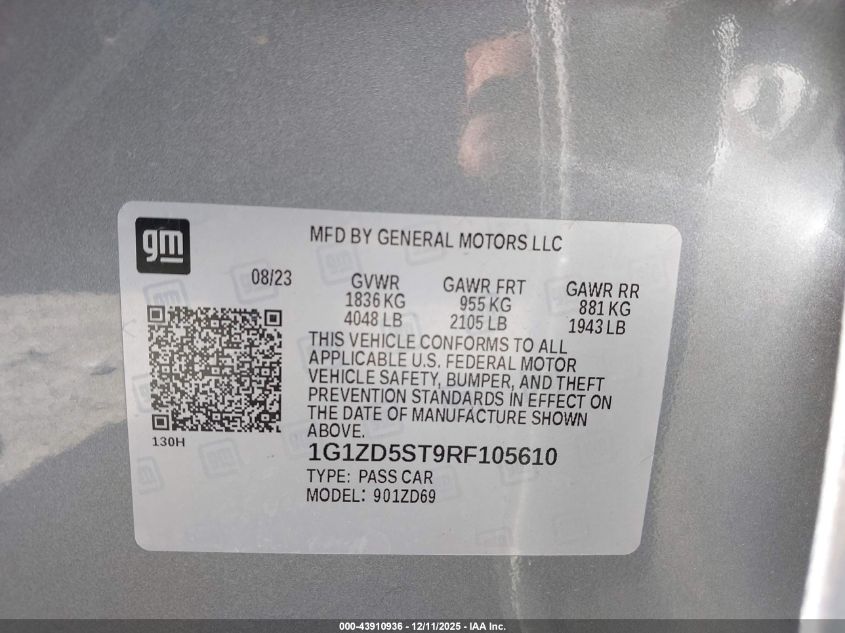 gm
MFD BY GENERAL MOTORS LLC
08/23
GVWR
1836 KG
4048 LB
GAWR FRT
955 KG
2105 LB
GAWR RR
881 KG
1943 LB
THIS VEHICLE CONFORMS TO ALL
APPLICABLE U.S. FEDERAL MOTOR
VEHICLE SAFETY, BUMPER, AND THEFT
PREVENTION STANDARDS IN EFFECT ON
THE DATE OF MANUFACTURE SHOWN
ABOVE.
130H
1G1ZD5ST9RF105610
TYPE: PASS CAR
MODEL: 901ZD69
000-43910936 - 12/11/2025 - IAA Inc.